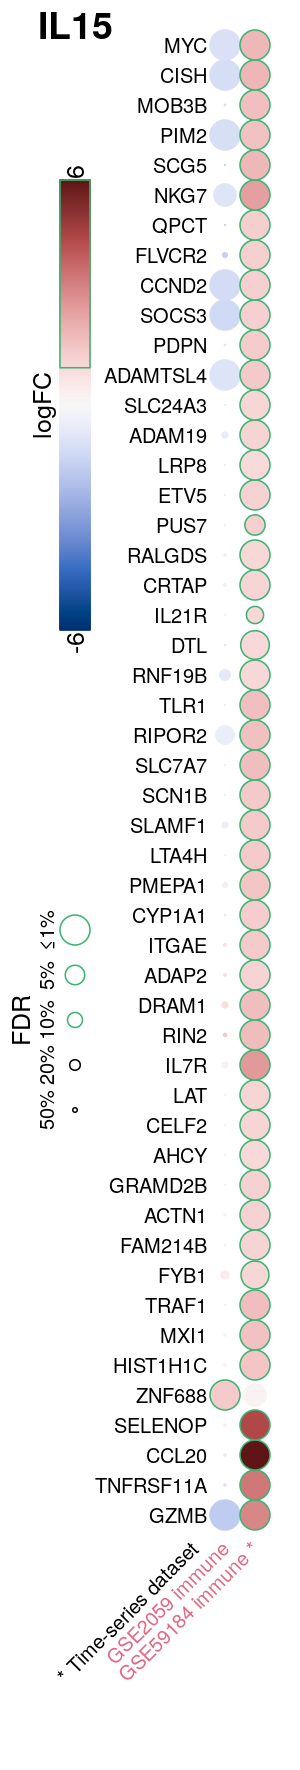 IL15
MYC
CISH
MOB3B
PIM2
SCG5
NKG7
QPCT
FLVCR2
CCND2
SOCS3
PDPN
ADAMTSL4
SLC24A3
ADAM19
LRP8
ETV5
PUS7
RALGDS
CRTAP
IL21R
DTL
RNF19B
TLR1
RIPOR2
SLC7A7
SCN1B
SLAMF1
LTA4H
PMEPA1
CYP1A1
ITGAE
ADAP2
DRAM1
RIN2
IL7R
LAT
CELF2
AHCY
GRAMD2B
ACTN1
FAM214B
FYB1
TRAF1
MXI1
HIST1H1C
ZNF688
SELENOP
CCL20
TNFRSF11A
GZMB
logFC
-6
6
FDR
50% 20% 10% 5% ≤1%
* Time-series dataset
GSE2059 immune
GSE59184 immune *